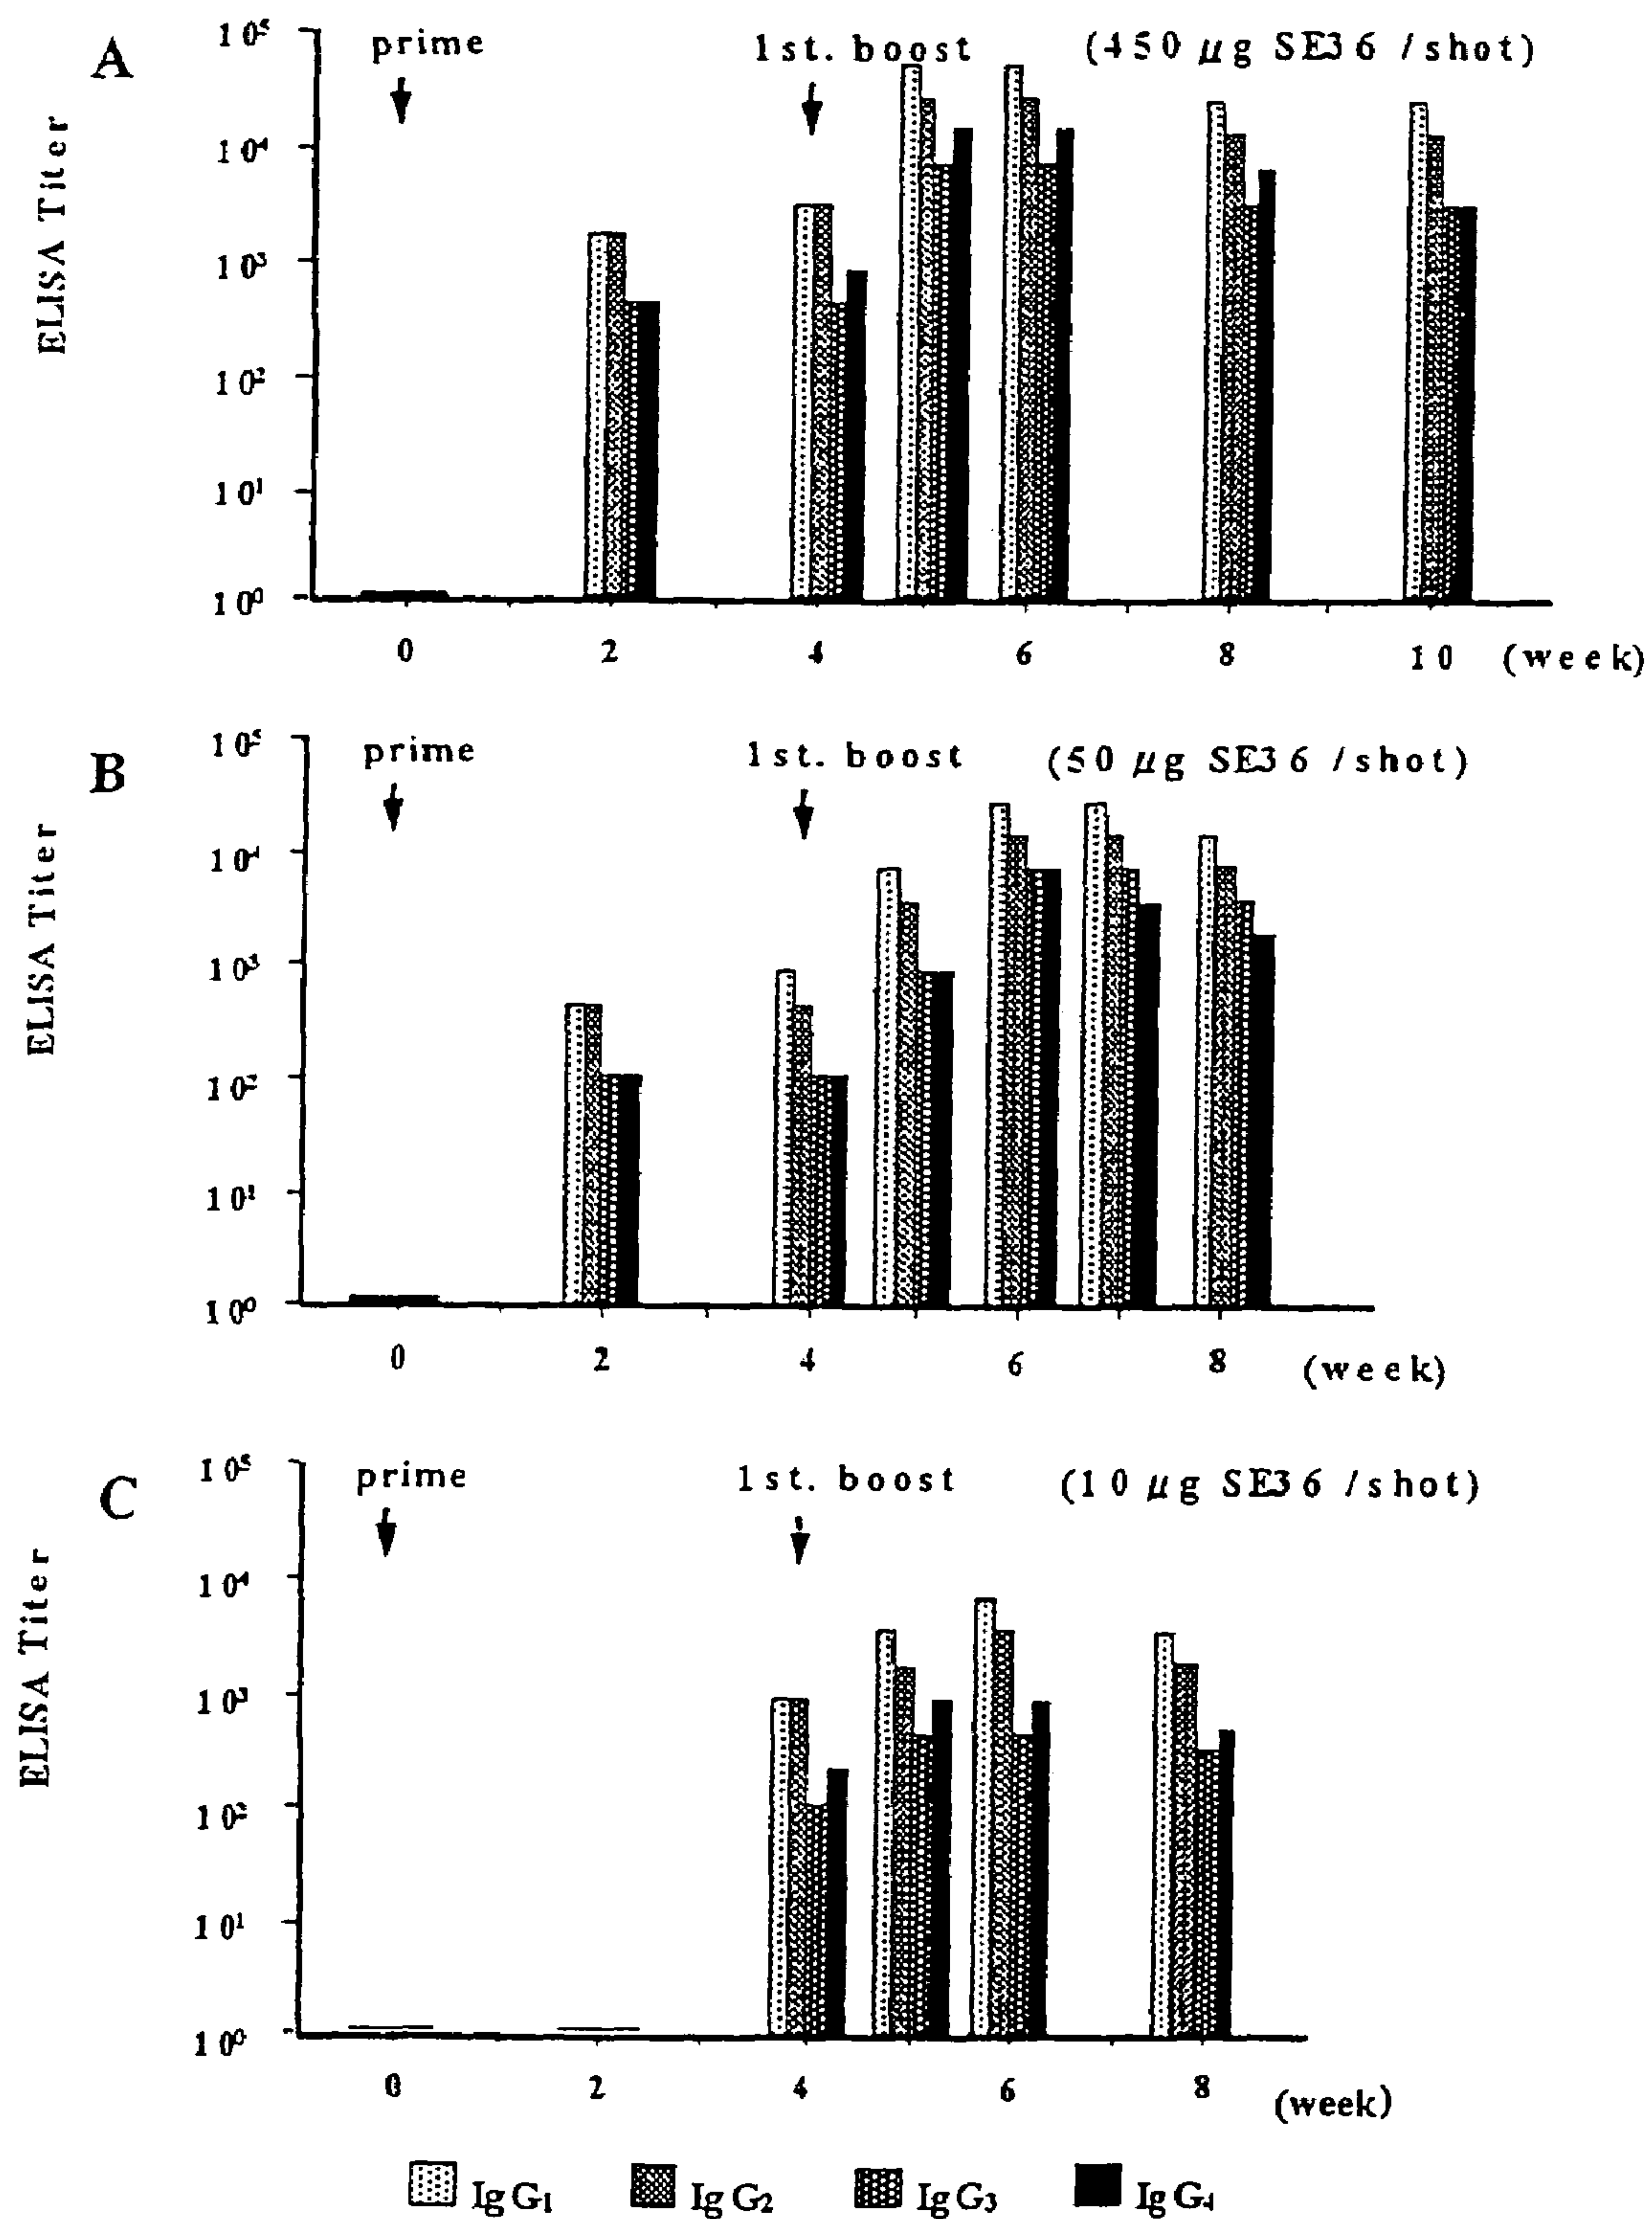 A
prime
1st. boost
(450 μg SE36 /shot)
ELISA Titer
10⁵
10⁴
10³
10²
10¹
10⁰
0 2 4 6 8 10 (week)
B
prime
1st. boost
(50 μg SE36 /shot)
ELISA Titer
10⁵
10⁴
10³
10²
10¹
10⁰
0 2 4 6 8 (week)
C
prime
1st. boost
(10 μg SE36 /shot)
ELISA Titer
10⁵
10⁴
10³
10²
10¹
10⁰
0 2 4 6 8 (week)
IgG₁ IgG₂ IgG₃ IgG₄